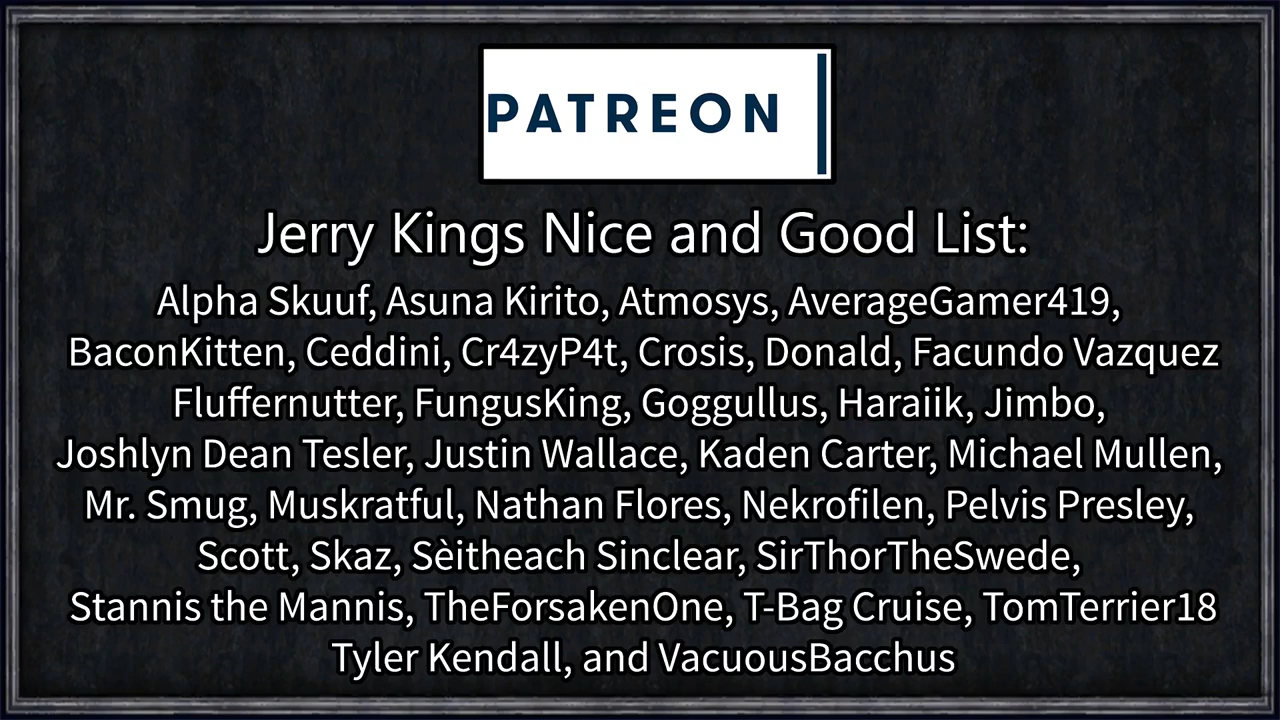 PATREON
Jerry Kings Nice and Good List:
Alpha Skuuf, Asuna Kirito, Atmosys, AverageGamer419,
BaconKitten, Ceddini, Cr4zyP4t, Crosis, Donald, Facundo Vazquez
Fluffernutter, FungusKing, Goggullus, Haraiik, Jimbo,
Joshlyn Dean Tesler, Justin Wallace, Kaden Carter, Michael Mullen,
Mr. Smug, Muskratful, Nathan Flores, Nekrofilen, Pelvis Presley,
Scott, Skaz, Sèitheach Sinclear, SirThorTheSwede,
Stannis the Mannis, TheForsakenOne, T-Bag Cruise, TomTerrier18
Tyler Kendall, and VacuousBacchus